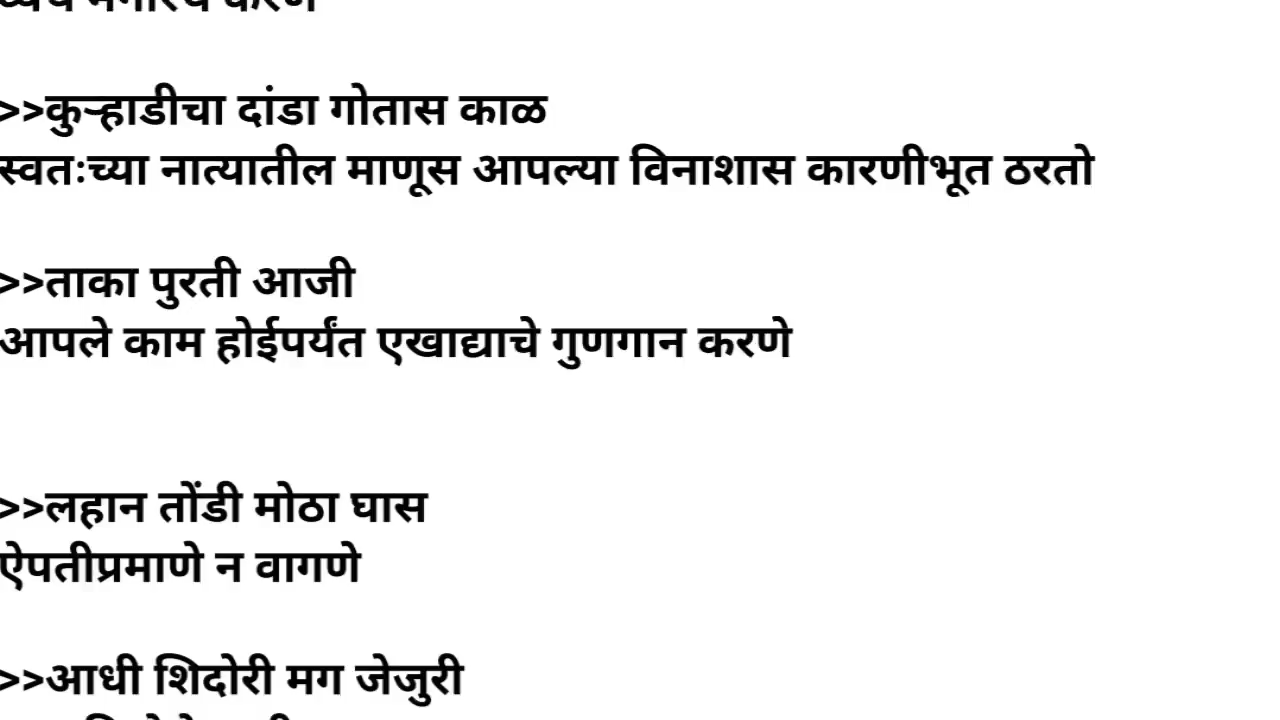 >>कुऱ्हाडीचा दांडा गोतास काळ
स्वतःच्या नात्यातील माणूस आपल्या विनाशास कारणीभूत ठरतो
>>ताका पुरती आजी
आपले काम होईपर्यंत एखाद्याचे गुणगान करणे
>>लहान तोंडी मोठा घास
ऐपतीप्रमाणे न वागणे
>>आधी शिदोरी मग जेजुरी